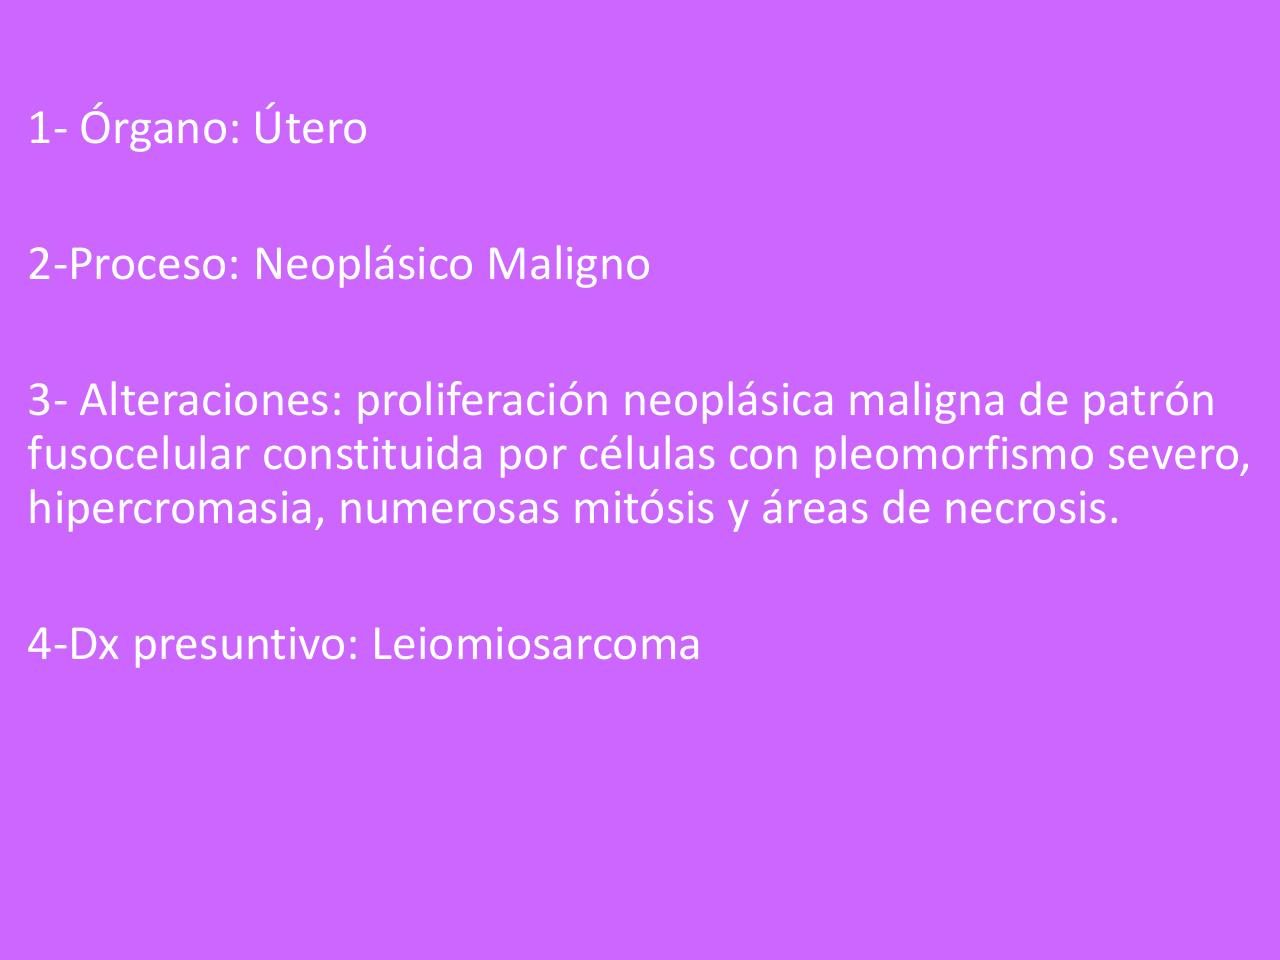 1- Órgano: Útero
2-Proceso: Neoplásico Maligno
3- Alteraciones: proliferación neoplásica maligna de patrón
fusocelular constituida por células con pleomorfismo severo,
hipercromasia, numerosas mitósis y áreas de necrosis.
4-Dx presuntivo: Leiomiosarcoma